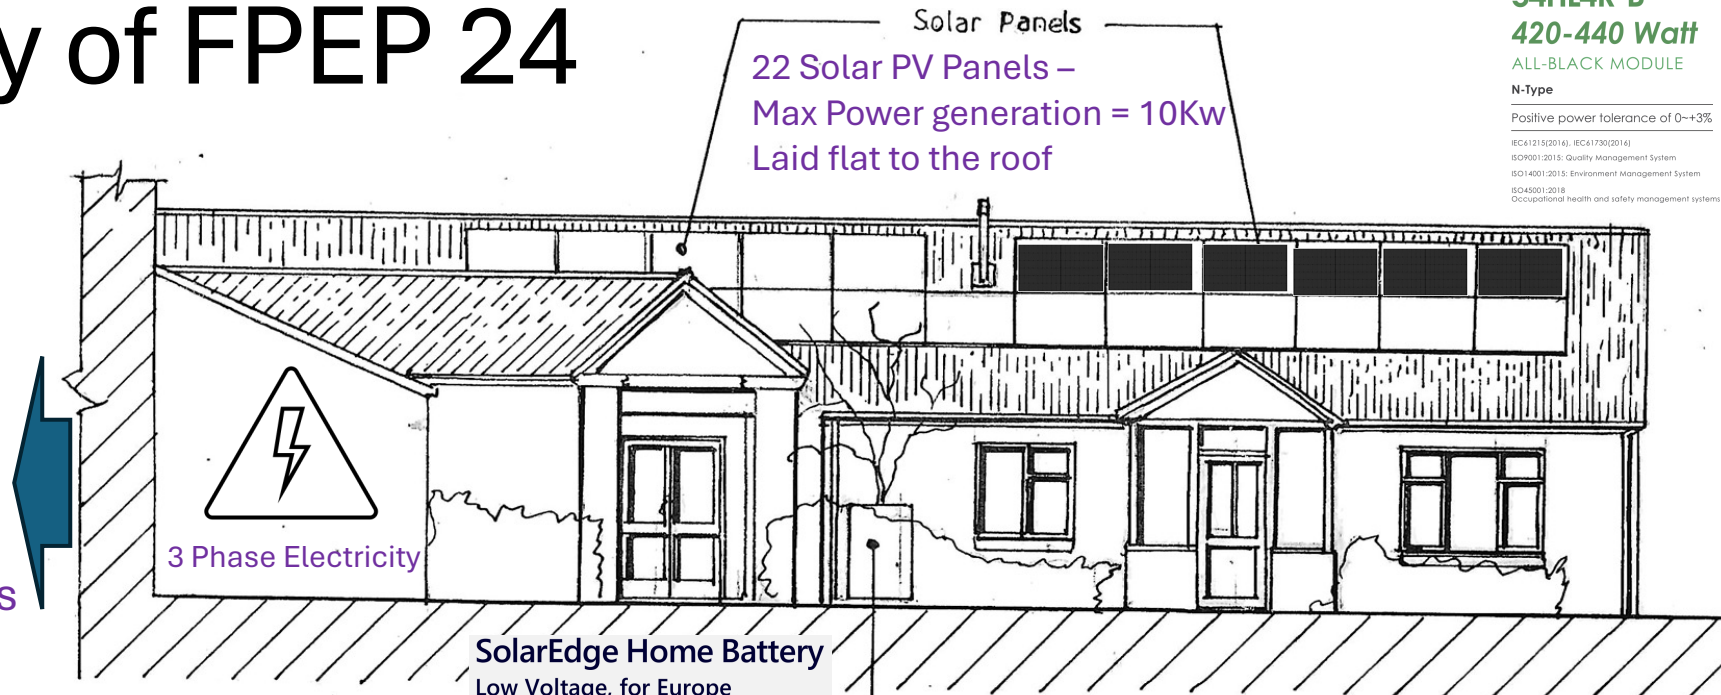 y of FPEP 24
Solar Panels
22 Solar PV Panels –
Max Power generation = 10Kw
Laid flat to the roof
420-440 Watt
ALL-BLACK MODULE
N-Type
Positive power tolerance of 0~+3%
IEC61215(2016), IEC61730(2016)
ISO9001:2015: Quality Management System
ISO14001:2015: Environment Management System
ISO45001:2018
Occupational health and safety management systems
3 Phase Electricity
s
SolarEdge Home Battery
Low Voltage, for Europe